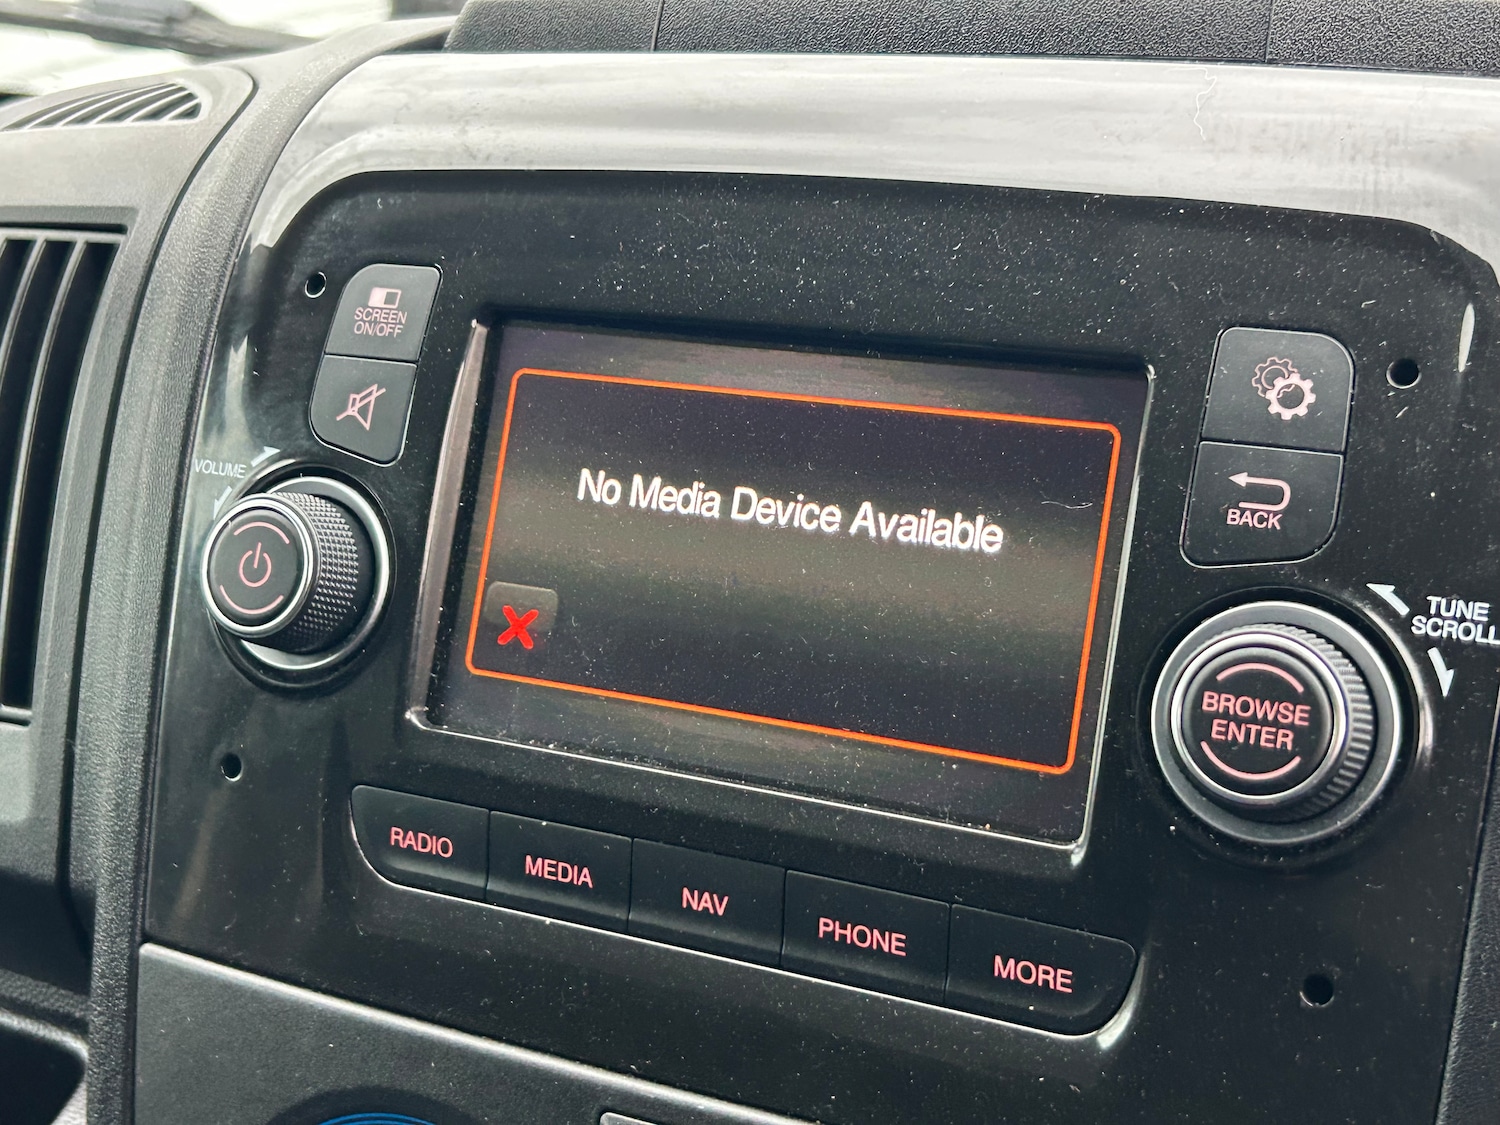 SCREEN
ON/OFF
VOLUME
No Media Device Available
BACK
TUNE
SCROLL
BROWSE
ENTER
RADIO
MEDIA
NAV
PHONE
MORE